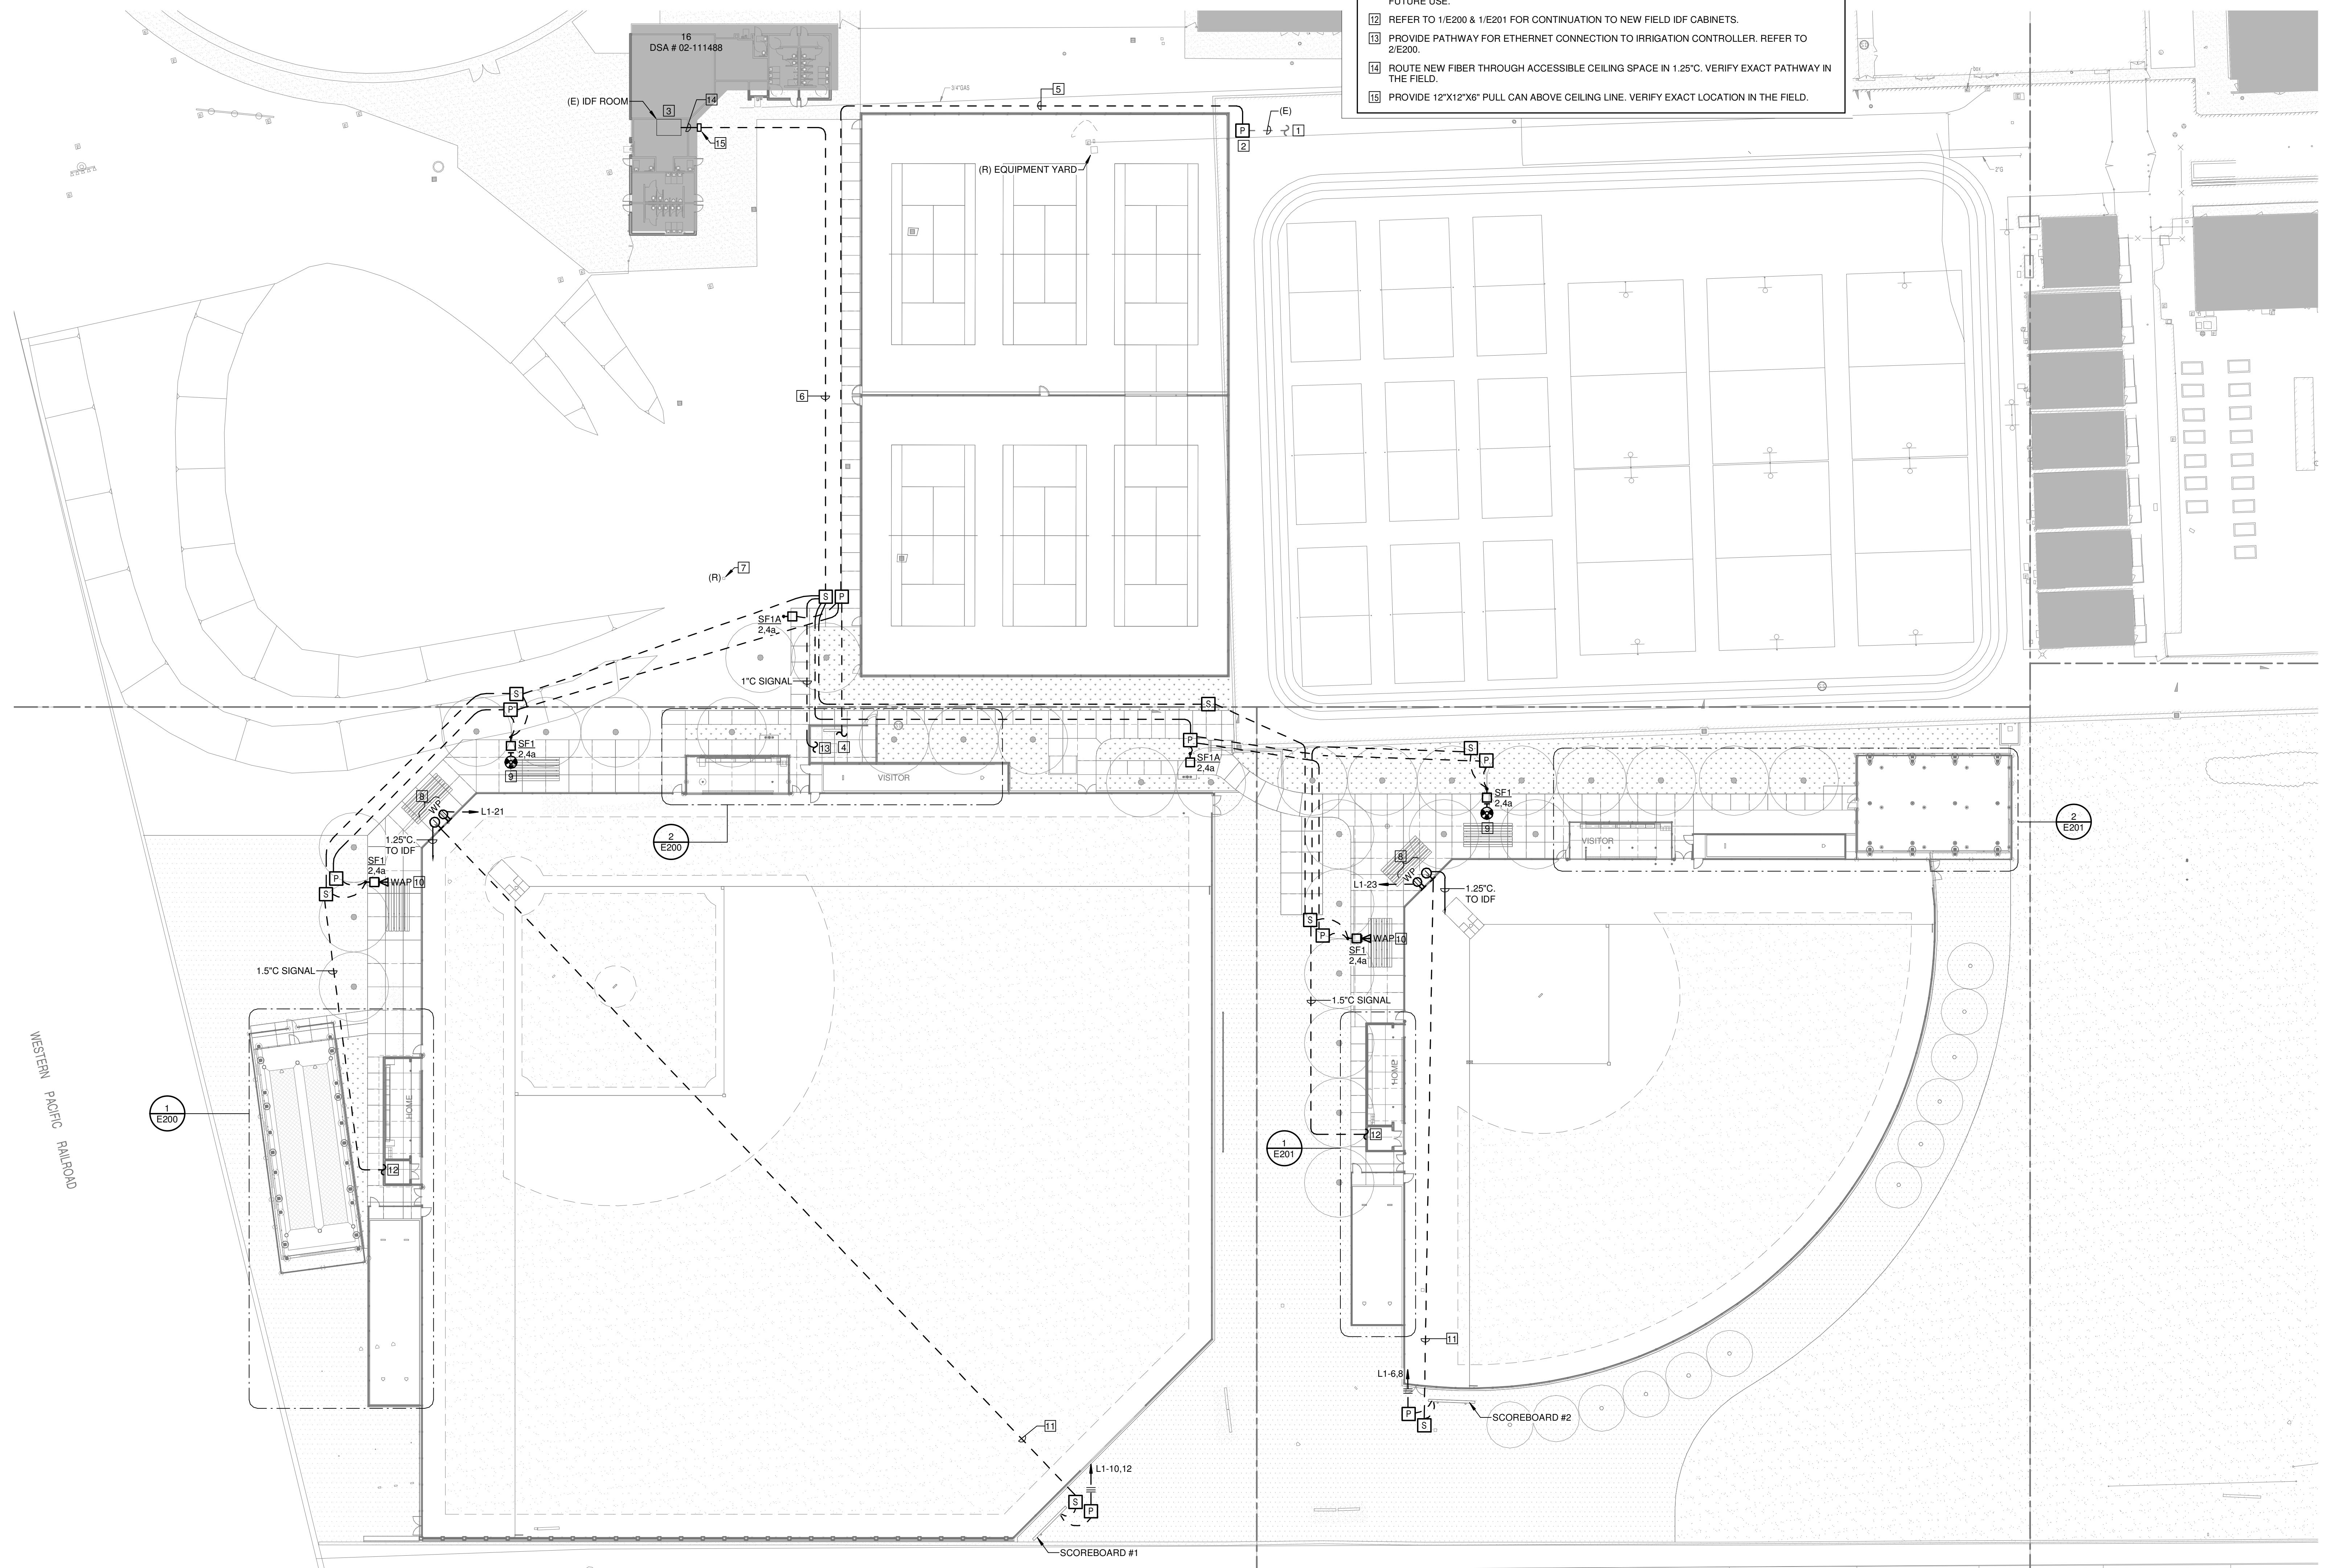 FUTURE USE.
12 REFER TO 1/E200 & 1/E201 FOR CONTINUATION TO NEW FIELD IDF CABINETS.
13 PROVIDE PATHWAY FOR ETHERNET CONNECTION TO IRRIGATION CONTROLLER. REFER TO
2/E200.
14 ROUTE NEW FIBER THROUGH ACCESSIBLE CEILING SPACE IN 1.25"C. VERIFY EXACT PATHWAY IN
THE FIELD.
15 PROVIDE 12"X12"X6" PULL CAN ABOVE CEILING LINE. VERIFY EXACT LOCATION IN THE FIELD.
16
DSA # 02-111488
(E) IDF ROOM
3
14
15
3/4"GAS
5
(E)
P
1
2
(R) EQUIPMENT YARD
2"G
6
(R)
7
S
P
SF1A
2,4a
1"C SIGNAL
S
P
SF1
2,4a
9
13
4
VISITOR
S
P
SF1A
2,4a
S
P
SF1
2,4a
9
VISITOR
2
E201
8
WP
L1-21
1.25"C.
TO IDF
2
E200
SF1
2,4a
P
WAP 10
S
8
WP
L1-23
1.25"C.
TO IDF
S
P
WAP 10
SF1
2,4a
1.5"C SIGNAL
1.5"C SIGNAL
WESTERN PACIFIC RAILROAD
1
E200
HOME
12
1
E201
HOME
12
11
L1-6,8
P
S
SCOREBOARD #2
11
L1-10,12
S
P
SCOREBOARD #1